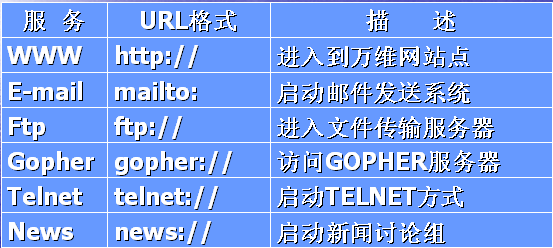 服 务 URL格式 描 述
WWW http:// 进入到万维网站点
E-mail mailto: 启动邮件发送系统
Ftp ftp:// 进入文件传输服务器
Gopher gopher:// 访问GOPHER服务器
Telnet telnet:// 启动TELNET方式
News news:// 启动新闻讨论组